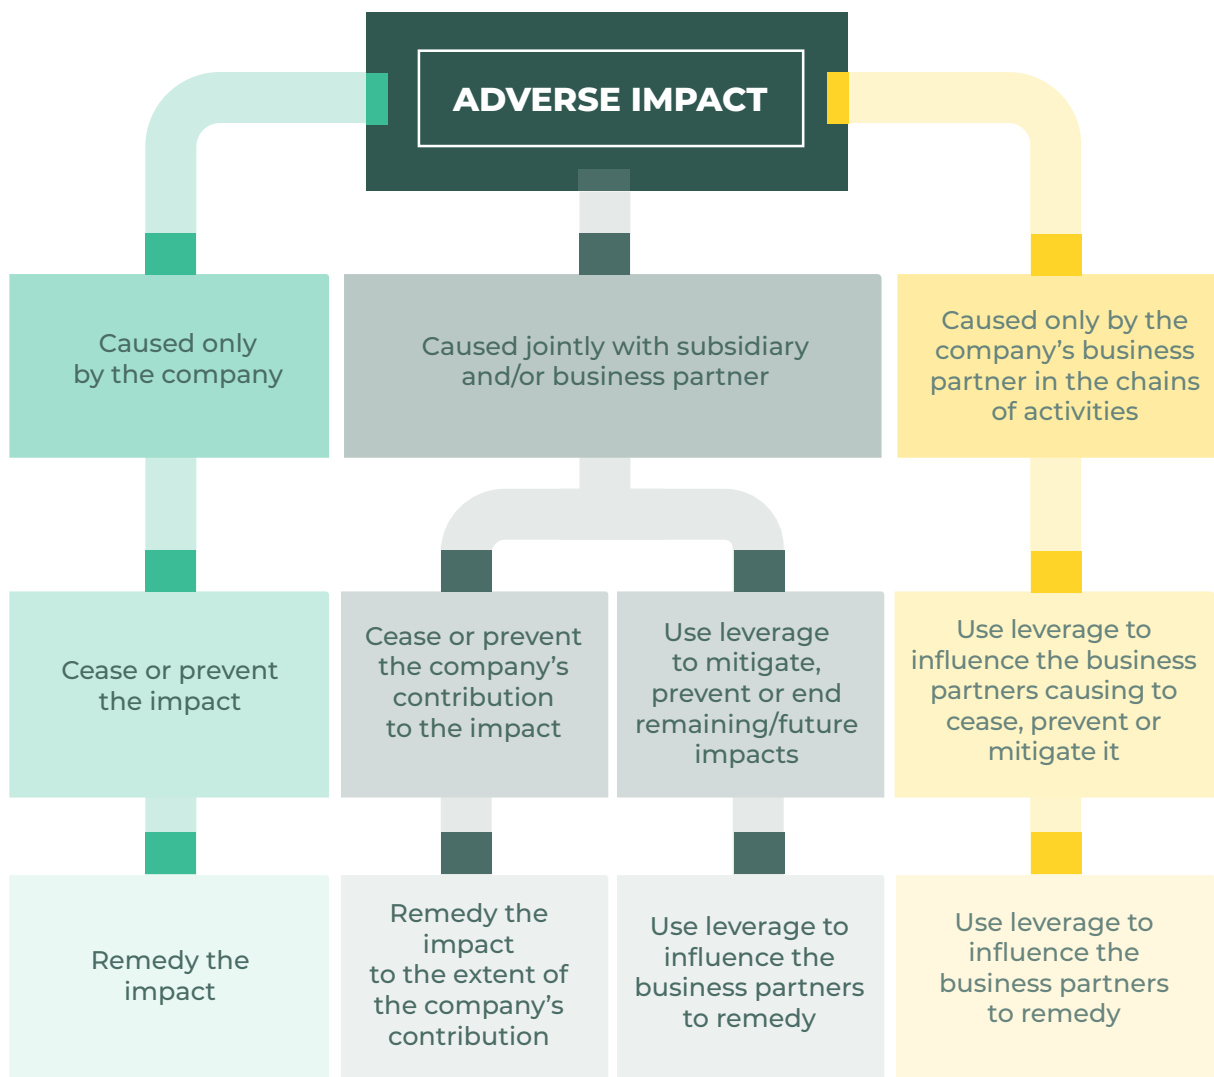 ADVERSE IMPACT
Caused only
by the company
Caused jointly with subsidiary
and/or business partner
Caused only by the
company’s business
partner in the chains
of activities
Cease or prevent
the impact
Cease or prevent
the company’s
contribution
to the impact
Use leverage
to mitigate,
prevent or end
remaining/future
impacts
Use leverage to
influence the business
partners causing to
cease, prevent or
mitigate it
Remedy the
impact
Remedy the
impact
to the extent of
the company’s
contribution
Use leverage to
influence the
business partners
to remedy
Use leverage to
influence the
business partners
to remedy